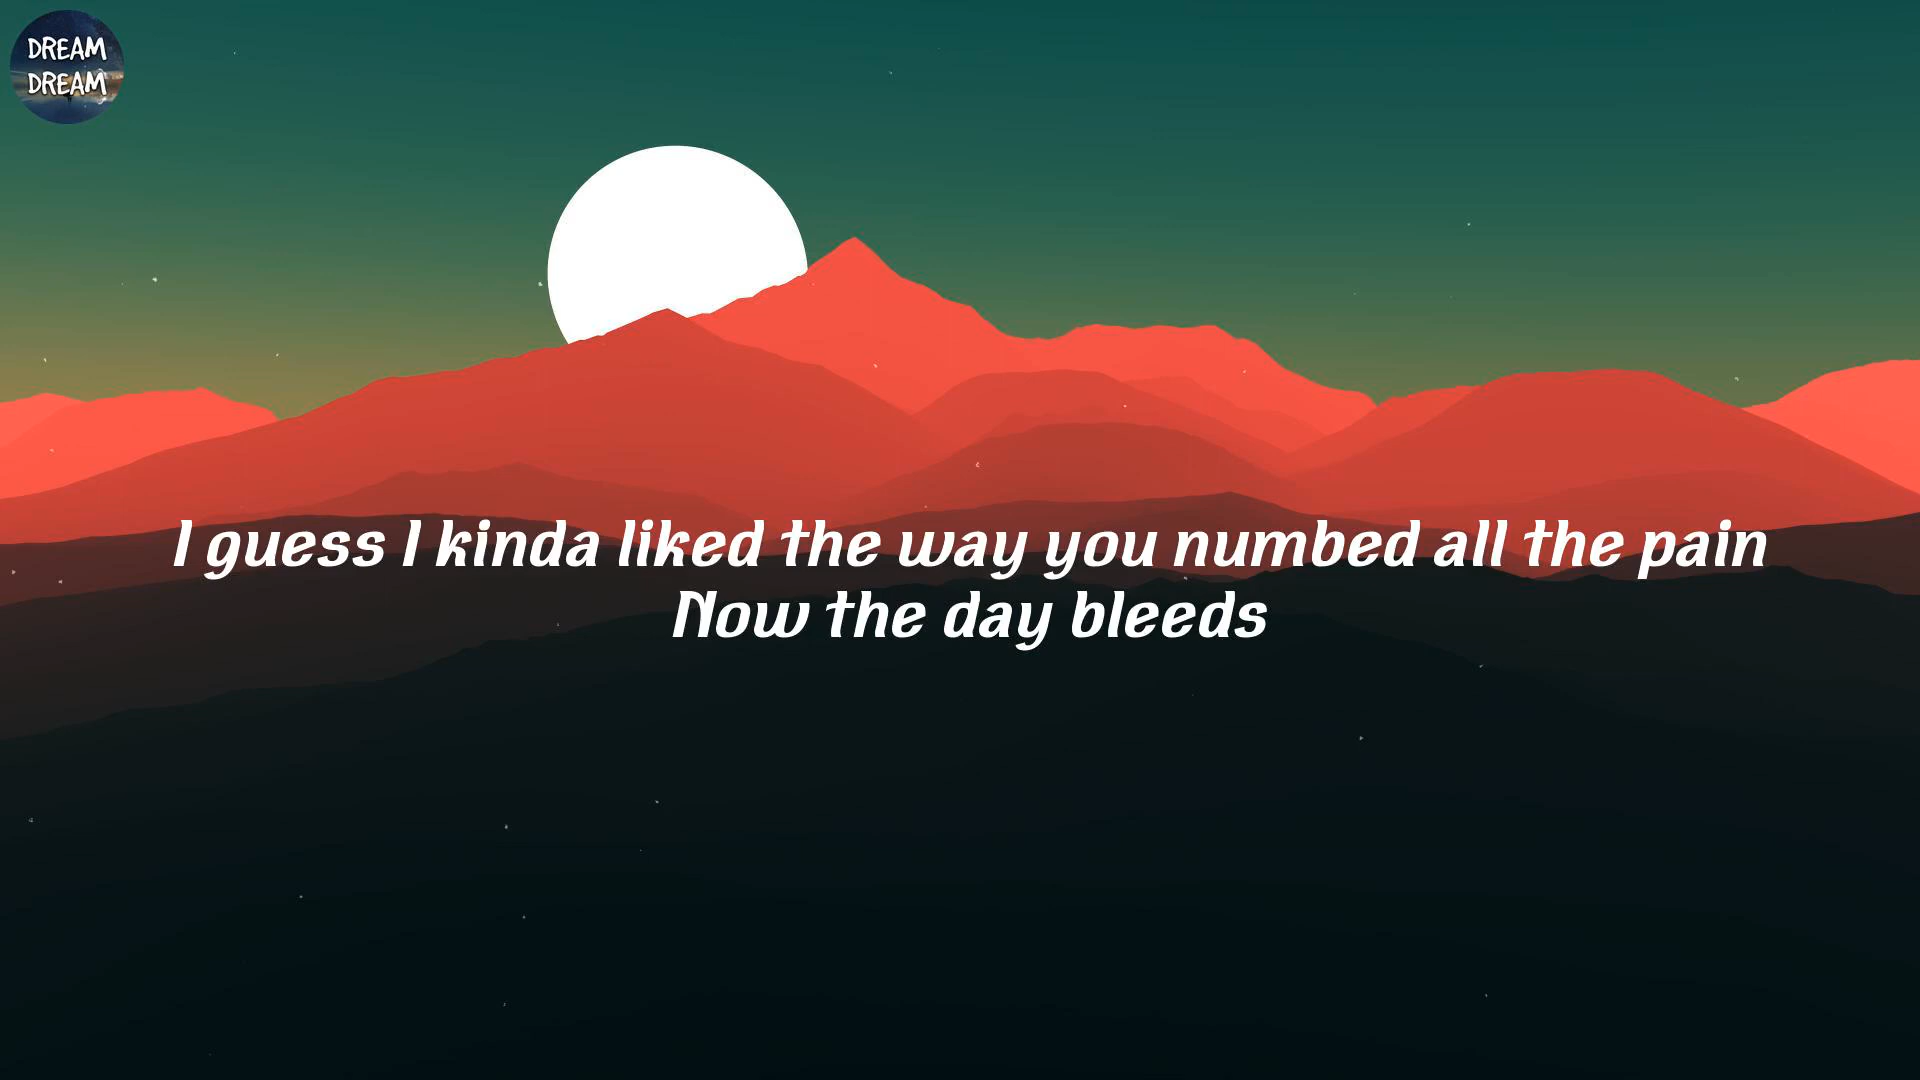 DREAM
DREAM
I guess I kinda liked the way you numbed all the pain
Now the day bleeds